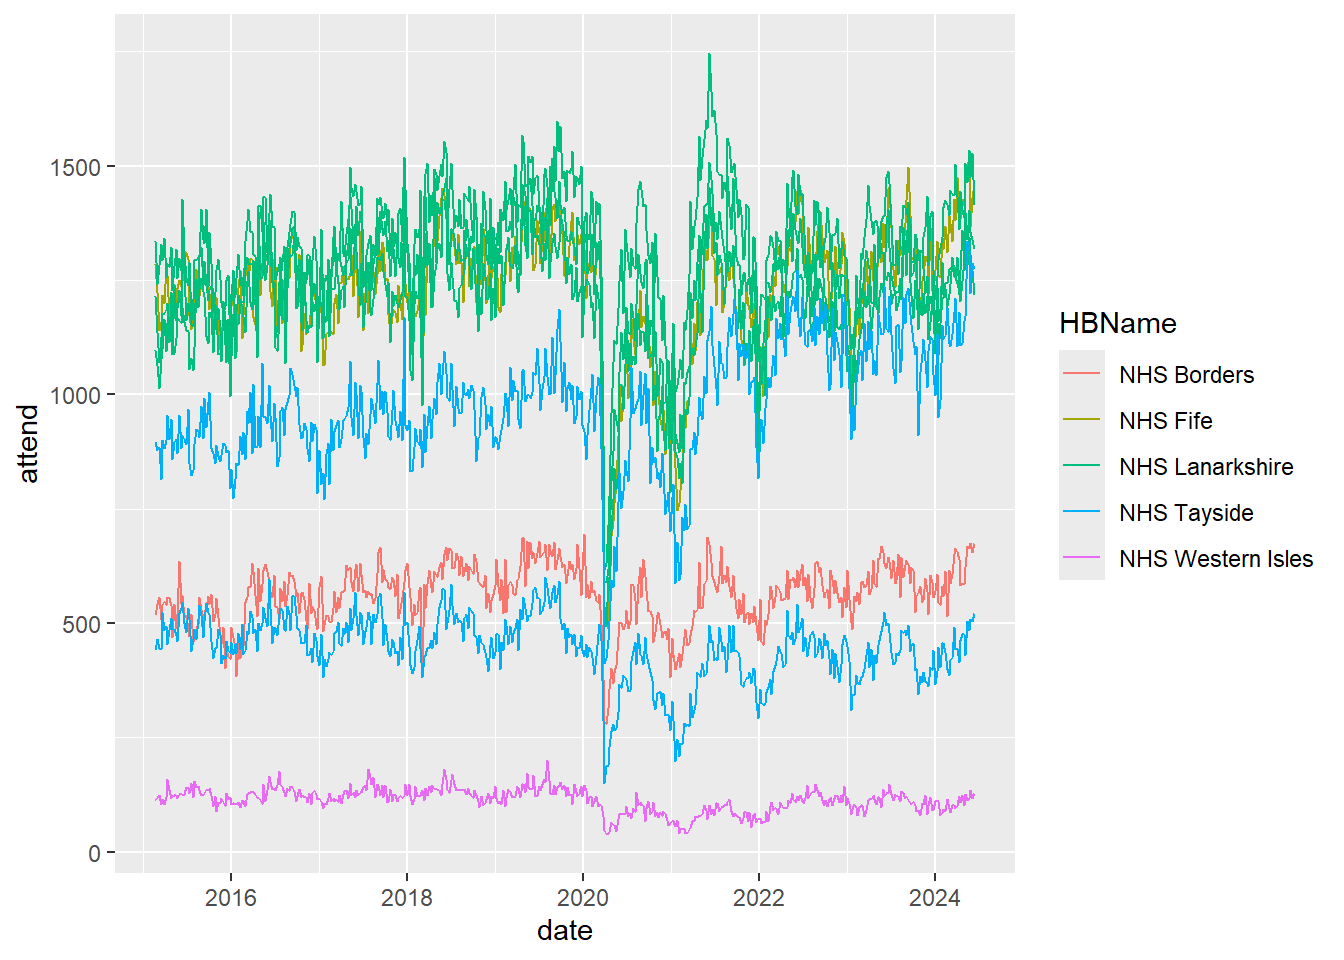 1500
1000
500
0
attend
2016
2018
2020
2022
2024
date
HBName
NHS Borders
NHS Fife
NHS Lanarkshire
NHS Tayside
NHS Western Isles